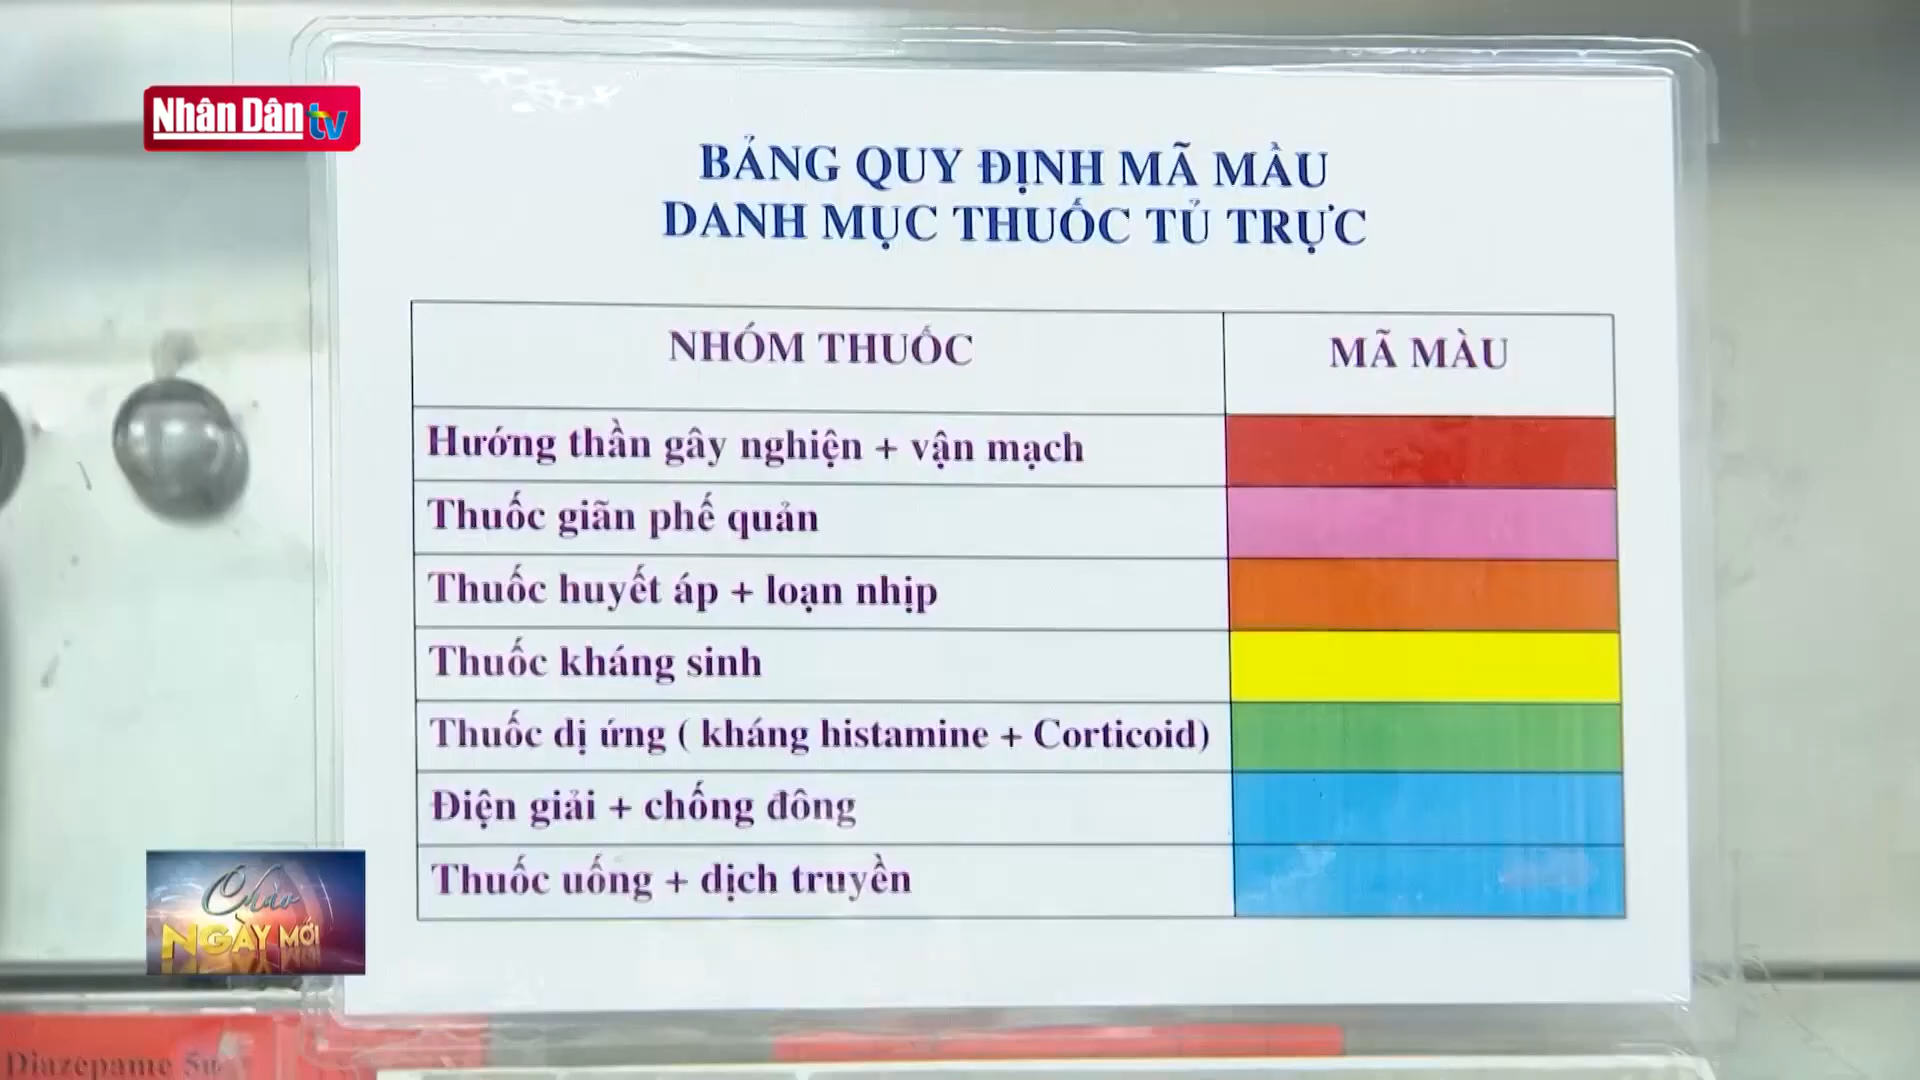 Nhân Dân tv
BẢNG QUY ĐỊNH MÃ MẦU
DANH MỤC THUỐC TỦ TRỰC
NHÓM THUỐC
MÃ MÀU
Hướng thần gây nghiện + vận mạch
Thuốc giãn phế quản
Thuốc huyết áp + loạn nhịp
Thuốc kháng sinh
Thuốc dị ứng ( kháng histamine + Corticoid)
Điện giải + chống đông
Thuốc uống + dịch truyền
Chào
NGÀY MỚI
Diazepame